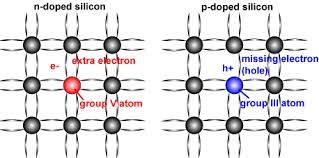 n-doped silicon
e-
extra electron
group V atom
p-doped silicon
missing electron
h+
(hole)
group III atom